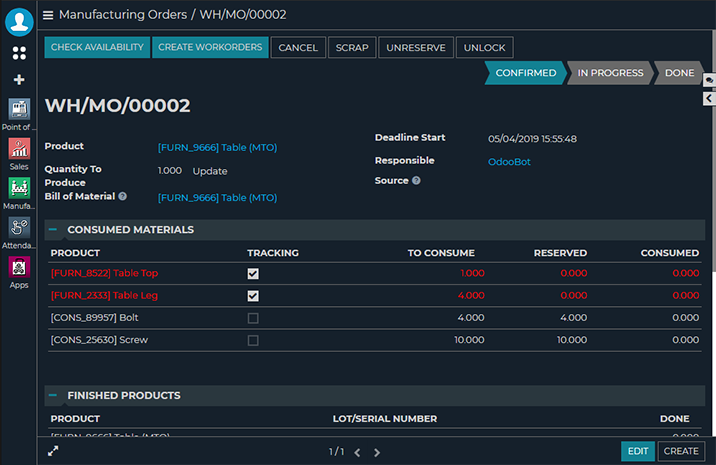 Manufacturing Orders / WH/MO/00002
CHECK AVAILABILITY CREATE WORKORDERS CANCEL SCRAP UNRESERVE UNLOCK
CONFIRMED IN PROGRESS DONE
WH/MO/00002
Product [FURN_9666] Table (MTO)
Deadline Start 05/04/2019 15:55:48
Quantity To Produce 1.000 Update
Responsible OdooBot
Bill of Material [FURN_9666] Table (MTO)
Source
Point of ...
Sales
Manufa...
Attenda...
Apps
CONSUMED MATERIALS
PRODUCT TRACKING TO CONSUME RESERVED CONSUMED
[FURN_8522] Table Top 1.000 0.000 0.000
[FURN_2333] Table Leg 4.000 0.000 0.000
[CONS_89957] Bolt 4.000 4.000 0.000
[CONS_25630] Screw 10.000 10.000 0.000
FINISHED PRODUCTS
PRODUCT LOT/SERIAL NUMBER DONE
[FURN_9666] Table (MTO) 0.000
1 / 1
EDIT CREATE